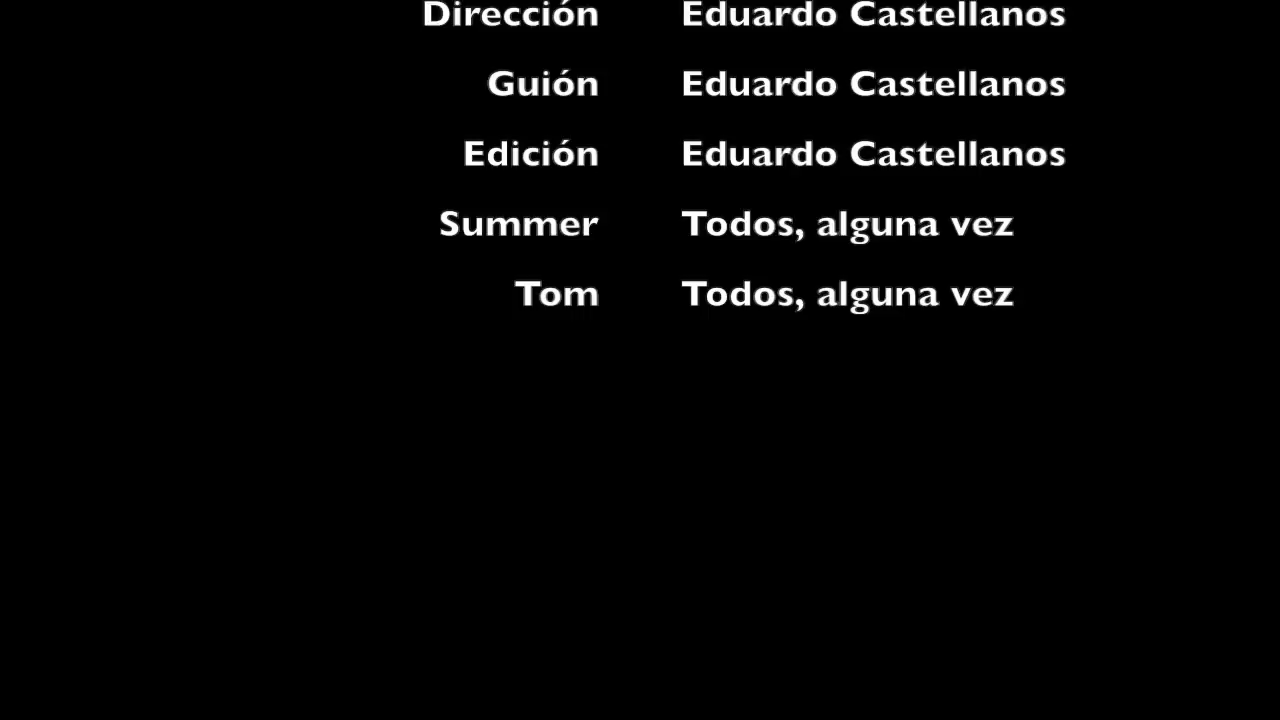 Dirección Eduardo Castellanos
Guión Eduardo Castellanos
Edición Eduardo Castellanos
Summer Todos, alguna vez
Tom Todos, alguna vez